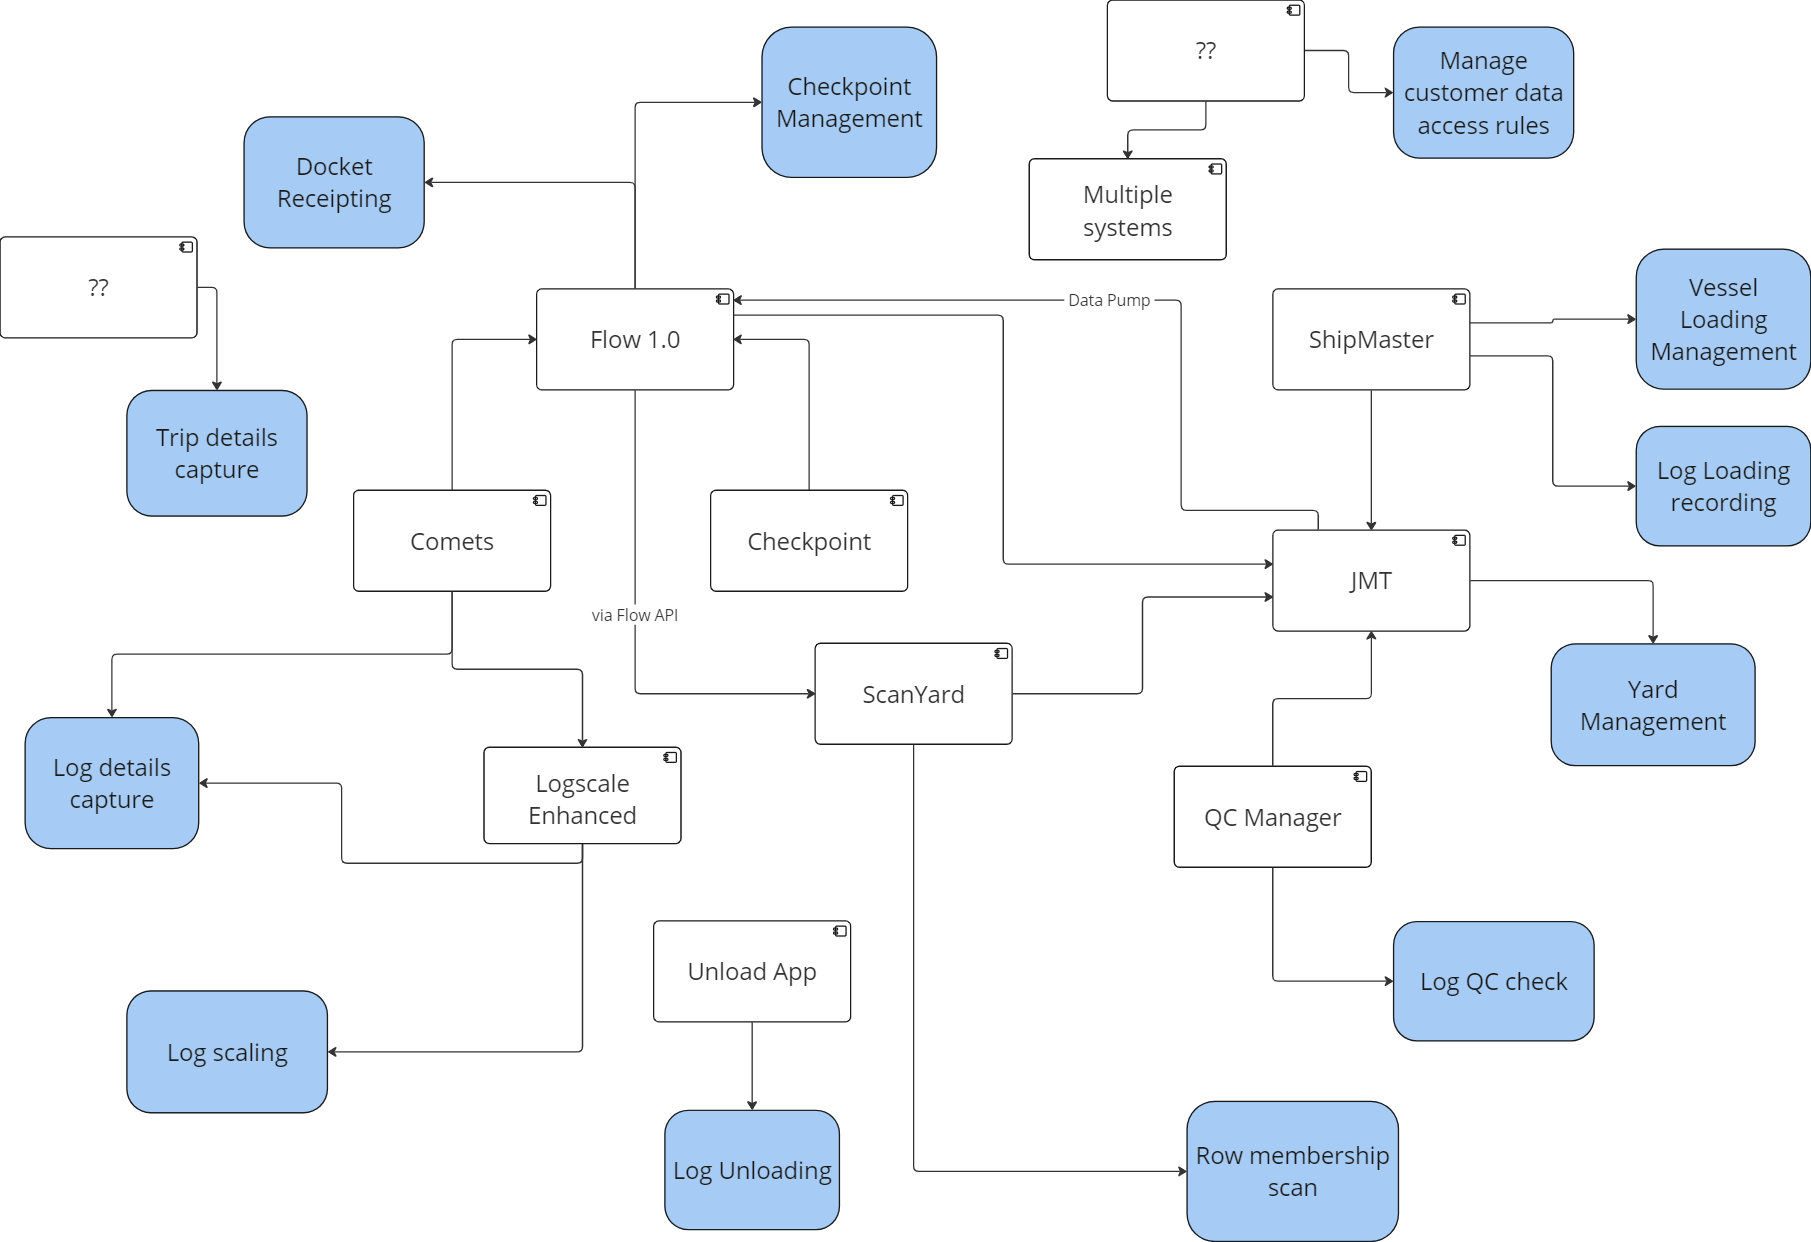 ??
Checkpoint
Management
Manage
customer data
access rules
Docket
Receipting
Multiple
systems
??
Data Pump
Flow 1.0
ShipMaster
Vessel
Loading
Management
Trip details
capture
Log Loading
recording
Comets
Checkpoint
JMT
via Flow API
ScanYard
Yard
Management
Log details
capture
Logscale
Enhanced
QC Manager
Unload App
Log QC check
Log scaling
Log Unloading
Row membership
scan